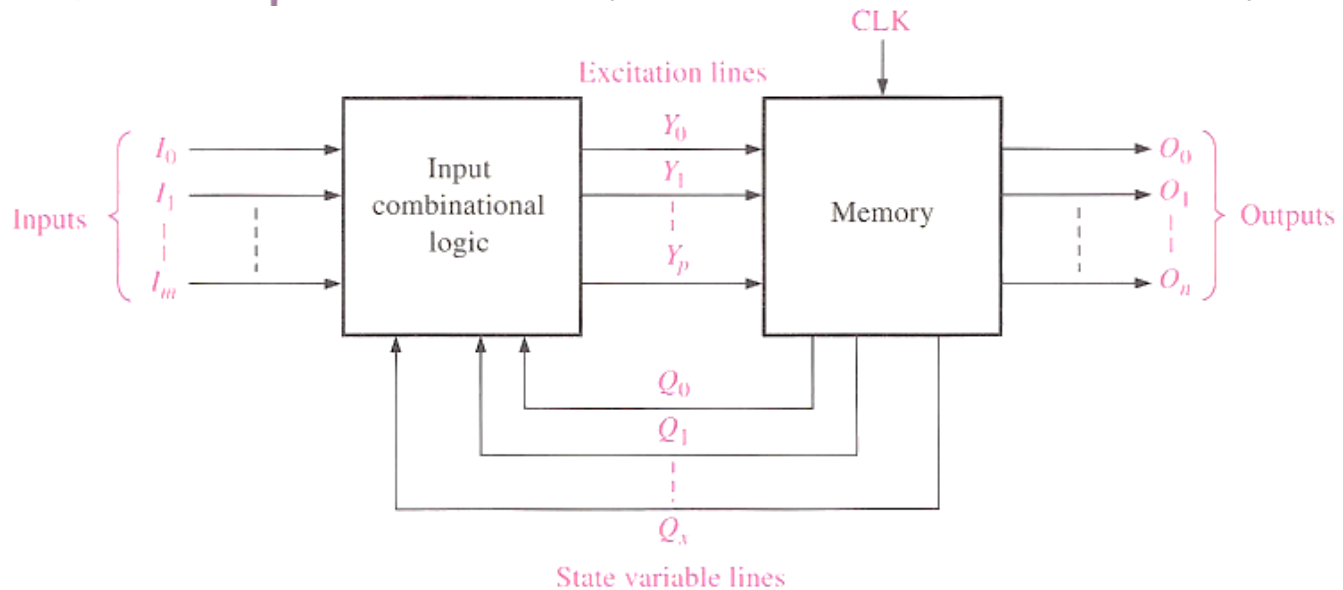 CLK
Excitation lines
Inputs
I0
I1
Im
Input
combinational
logic
Y0
Y1
Yp
Memory
O0
O1
On
Outputs
Q0
Q1
Qx
State variable lines